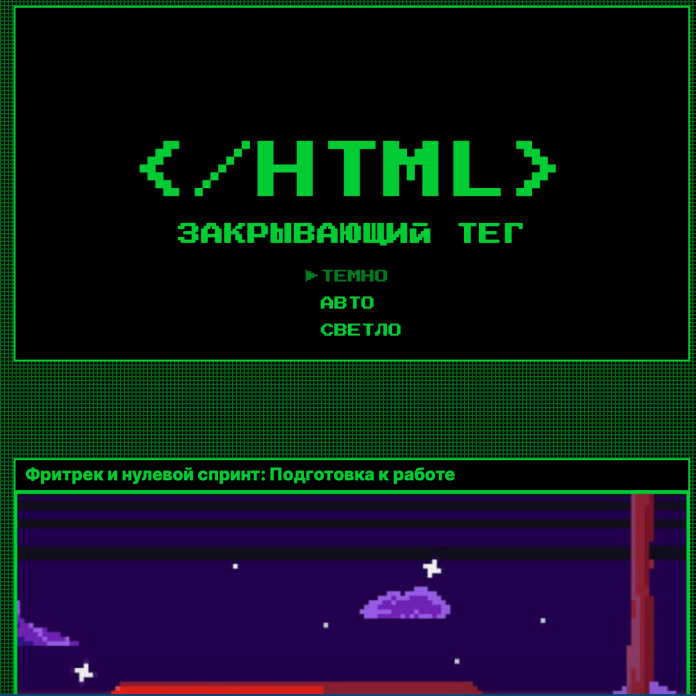 </HTML>
ЗАКРЫВАЮЩИЙ ТЕГ
▶ТЕМНО
АВТО
СВЕТЛО
Фритрек и нулевой спринт: Подготовка к работе